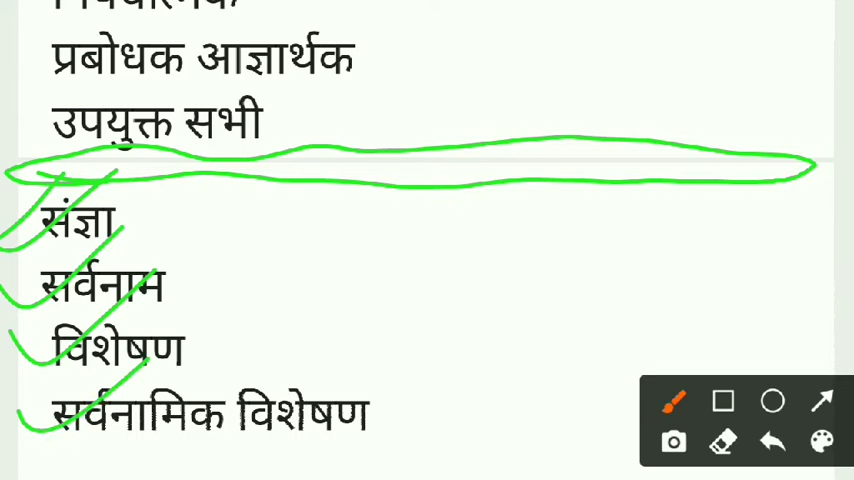 प्रबोधक आज्ञार्थक
उपयुक्त सभी
संज्ञा
सर्वनाम
विशेषण
सर्वनामिक विशेषण